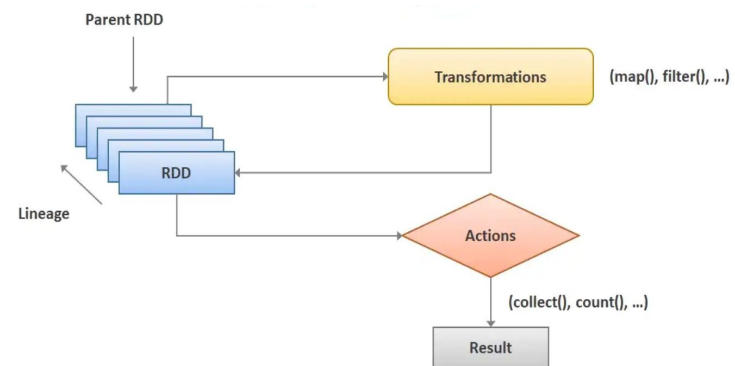 Parent RDD
Transformations
(map(), filter(), ...)
RDD
Lineage
Actions
(collect(), count(), ...)
Result